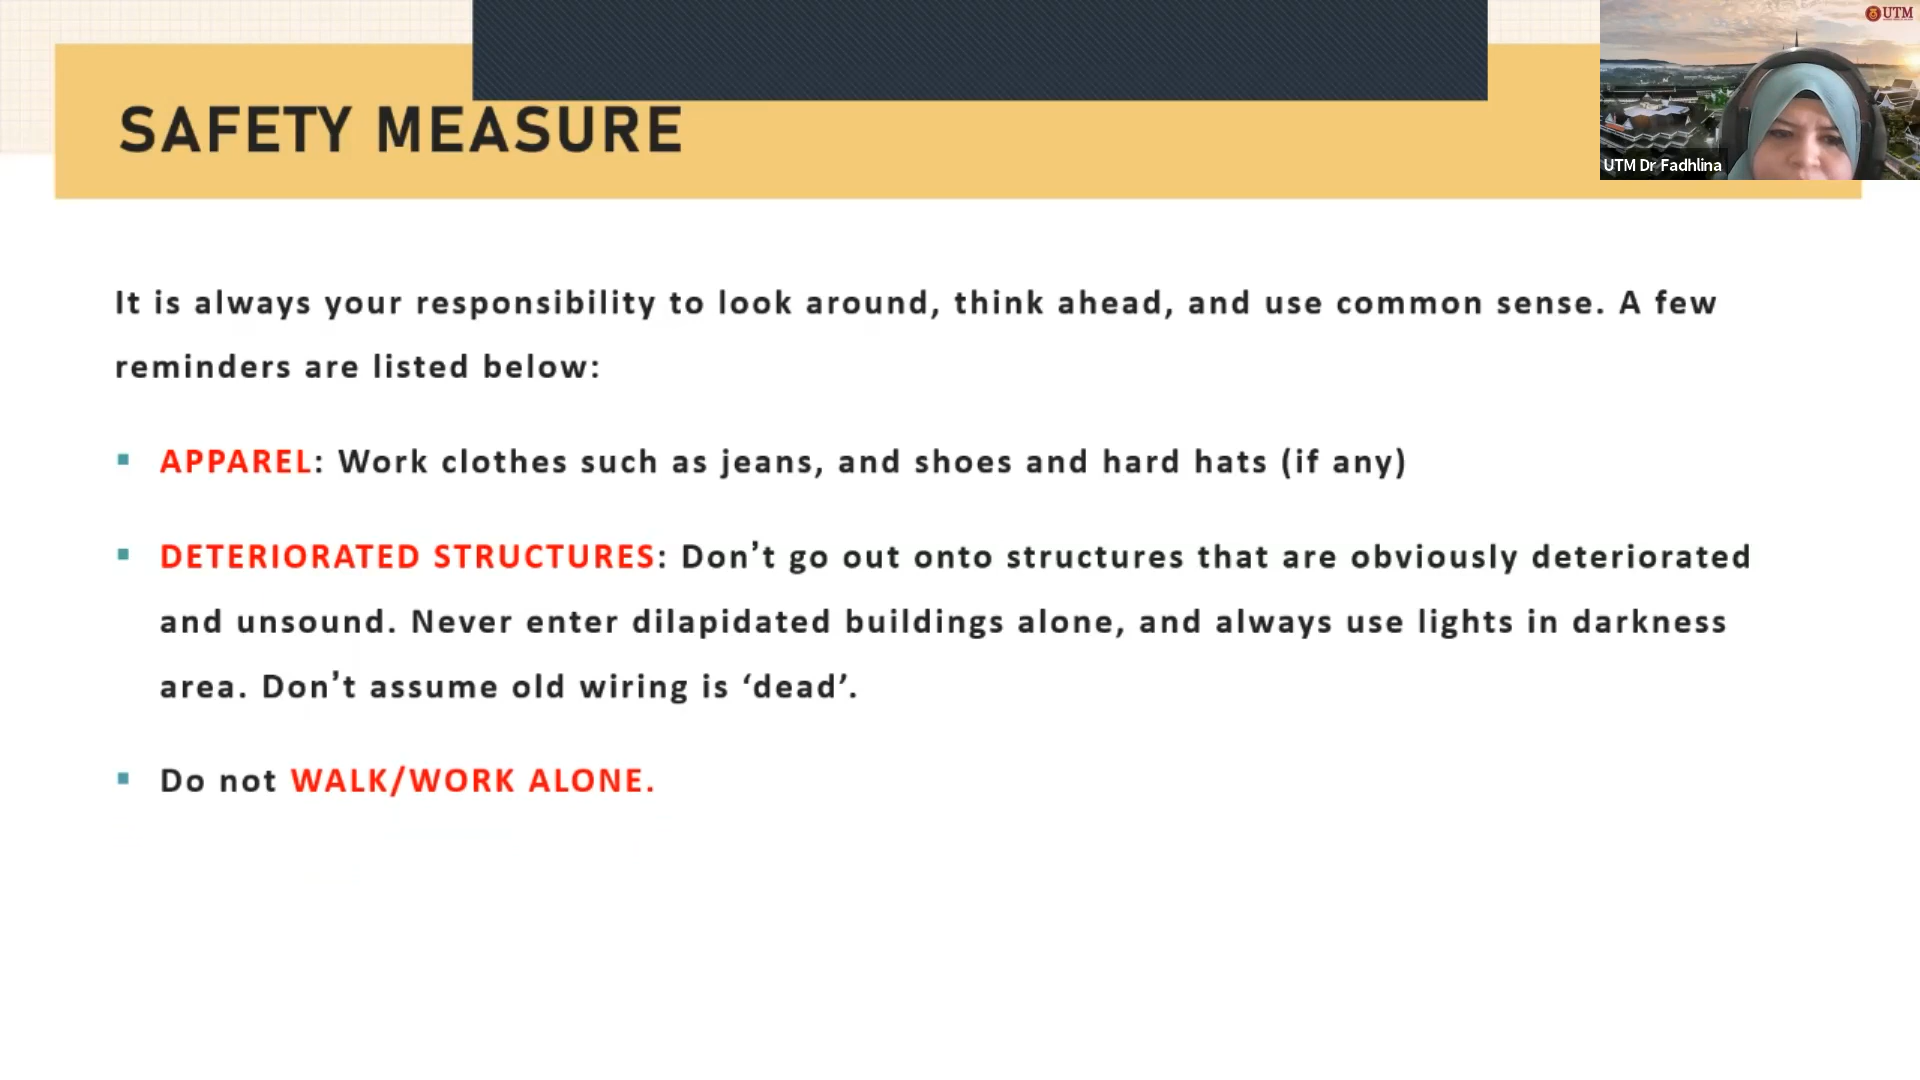 UTM
SAFETY MEASURE
UTM Dr Fadhlina
It is always your responsibility to look around, think ahead, and use common sense. A few
reminders are listed below:
▪ APPAREL: Work clothes such as jeans, and shoes and hard hats (if any)
▪ DETERIORATED STRUCTURES: Don’t go out onto structures that are obviously deteriorated
and unsound. Never enter dilapidated buildings alone, and always use lights in darkness
area. Don’t assume old wiring is ‘dead’.
▪ Do not WALK/WORK ALONE.